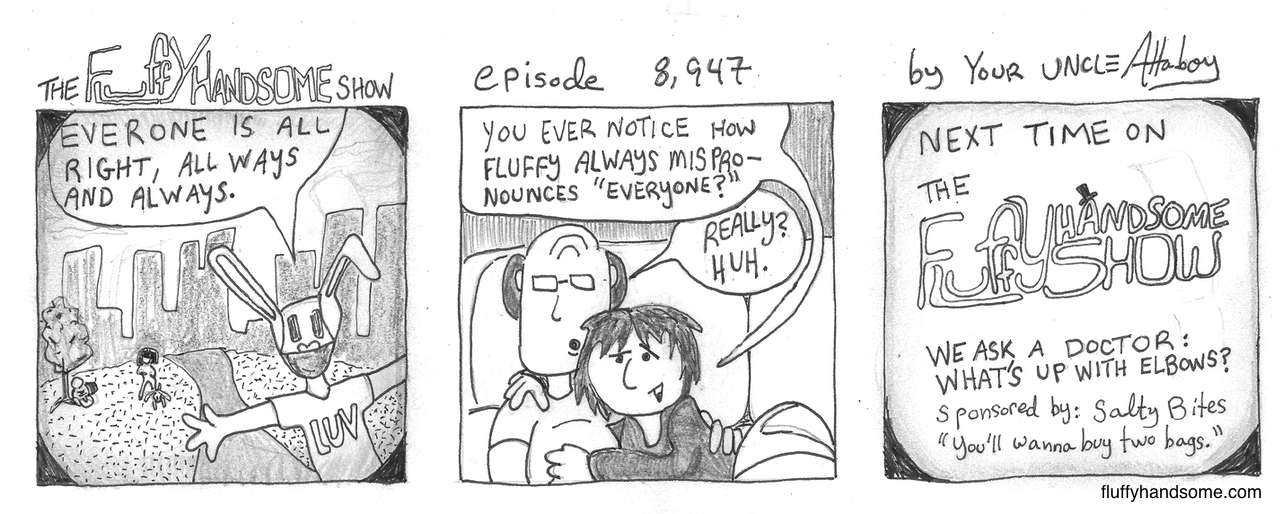 THE FLUFFY HANDSOME SHOW
episode 8,947
by YOUR UNCLE Attaboy
EVERONE IS ALL
RIGHT, ALL WAYS
AND ALWAYS.
LUV
YOU EVER NOTICE HOW
FLUFFY ALWAYS MISPRO-
NOUNCES "EVERYONE?"
REALLY?
HUH.
NEXT TIME ON
THE
FLUFFY HANDSOME
SHOW
WE ASK A DOCTOR:
WHAT'S UP WITH ELBOWS?
Sponsored by: Salty Bites
"You'll wanna buy two bags."
fluffyhandsome.com